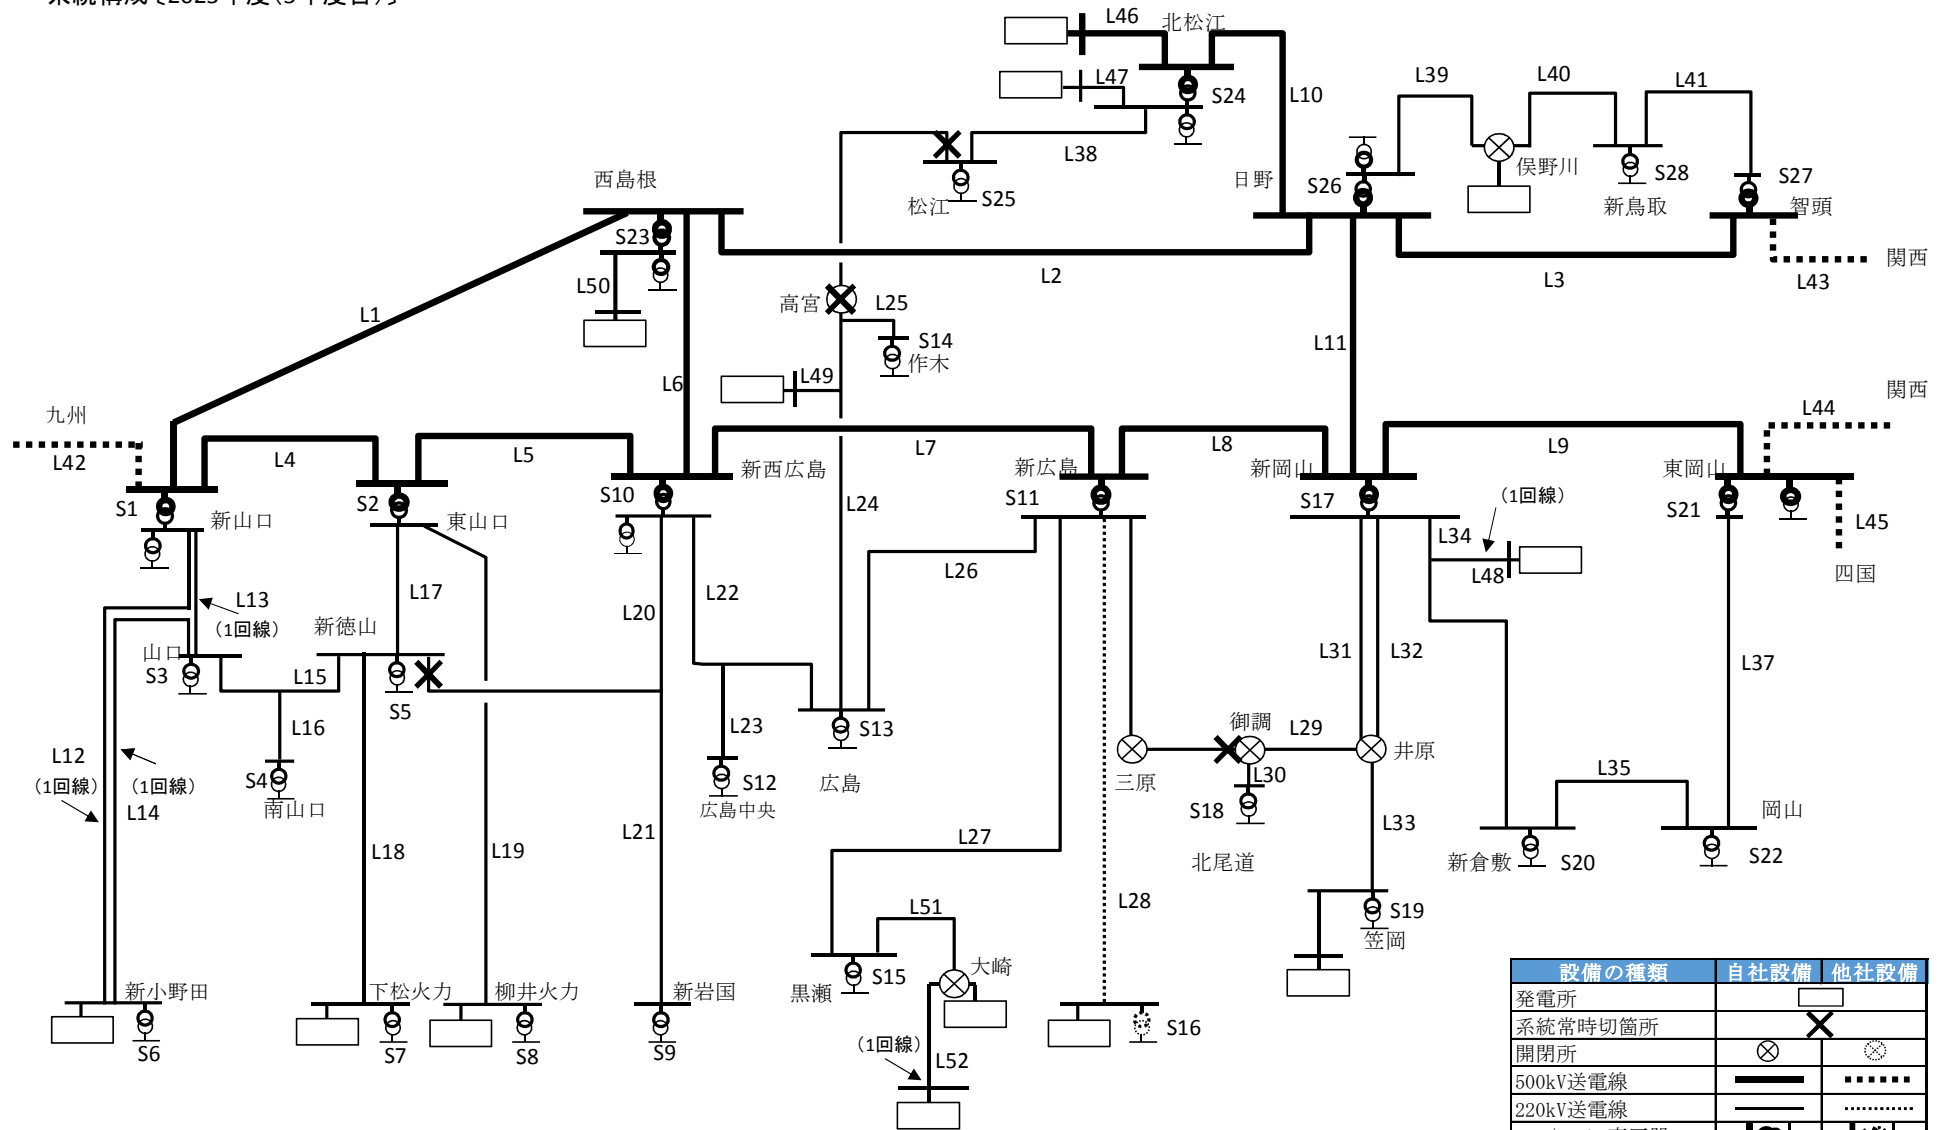 L46
北松江
L47
S24
L10
L39
L40
L41
L38
西島根
松江
S25
日野
S26
俣野川
S28
新鳥取
S27
智頭
S23
L50
L2
L3
L43
関西
高宮
L25
S14
作木
L1
L6
L49
L11
九州
L42
L4
L5
L7
L8
L9
L44
関西
S1
新山口
S2
東山口
S10
新西広島
L24
新広島
S11
新岡山
S17
東岡山
S21
L45
四国
(1回線)
L34
L48
L13
(1回線)
L17
新徳山
L20
L22
L26
L31
L32
L37
山口
S3
L15
L16
S5
L23
S13
広島
S12
広島中央
S4
南山口
L12
(1回線)
(1回線)
L14
三原
御調
L29
L30
S18
北尾道
井原
L35
岡山
L33
新倉敷
S20
S22
L18
L19
L21
L27
L28
L51
S19
笠岡
大崎
S15
黒瀬
新小野田
S6
下松火力
S7
柳井火力
S8
新岩国
S9
(1回線)
L52
S16
設備の種類 自社設備 他社設備
発電所
系統常時切箇所
開閉所
500kV送電線
220kV送電線